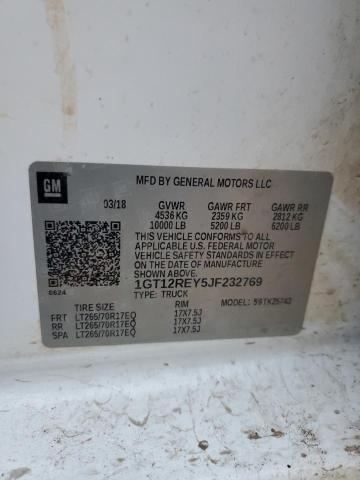 GM
MFD BY GENERAL MOTORS LLC
03/18 GVWR GAWR FRT GAWR RR
4536 KG 2359 KG 2812 KG
10000 LB 5200 LB 6200 LB
THIS VEHICLE CONFORMS TO ALL
APPLICABLE U.S. FEDERAL MOTOR
VEHICLE SAFETY STANDARDS IN
EFFECT ON THE DATE OF
MANUFACTURE SHOWN ABOVE.
1GT12REY5JF232769
0624 TYPE: TRUCK MODEL:
TIRE SIZE RIM
FRT LT265/70R17EQ 17X7.5J
RR LT265/70R17EQ 17X7.5J
SPA LT265/70R17EQ 17X7.5J